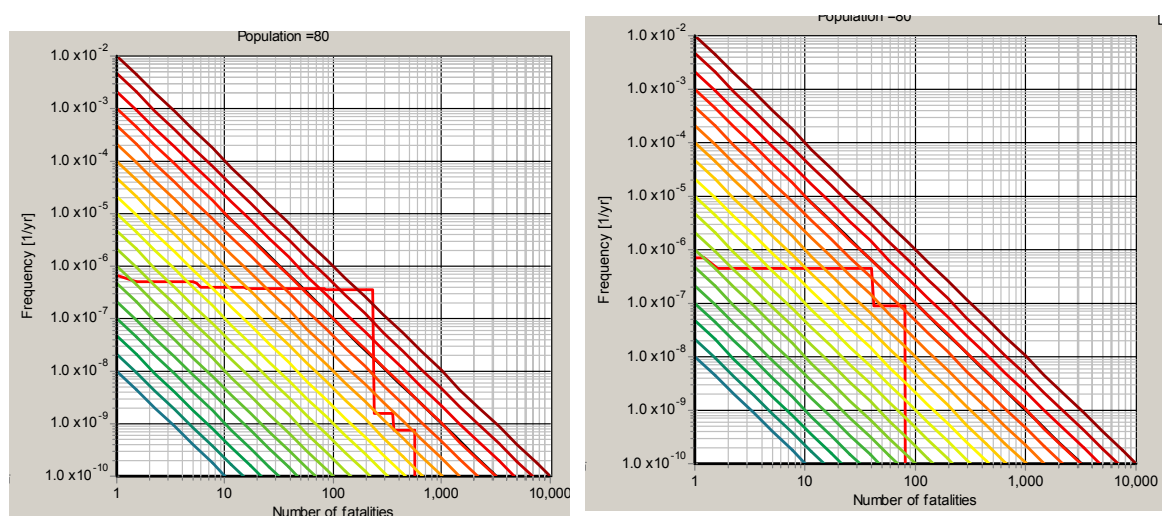 Population =80
1.0 x10 -2
1.0 x10 -3
1.0 x10 -4
1.0 x10 -5
1.0 x10 -6
1.0 x10 -7
1.0 x10 -8
1.0 x10 -9
1.0 x10 -10
Frequency [1/yr]
1 10 100 1,000 10,000
Number of fatalities
Population =80
1.0 x10 -2
1.0 x10 -3
1.0 x10 -4
1.0 x10 -5
1.0 x10 -6
1.0 x10 -7
1.0 x10 -8
1.0 x10 -9
1.0 x10 -10
Frequency [1/yr]
1 10 100 1,000 10,000
Number of fatalities